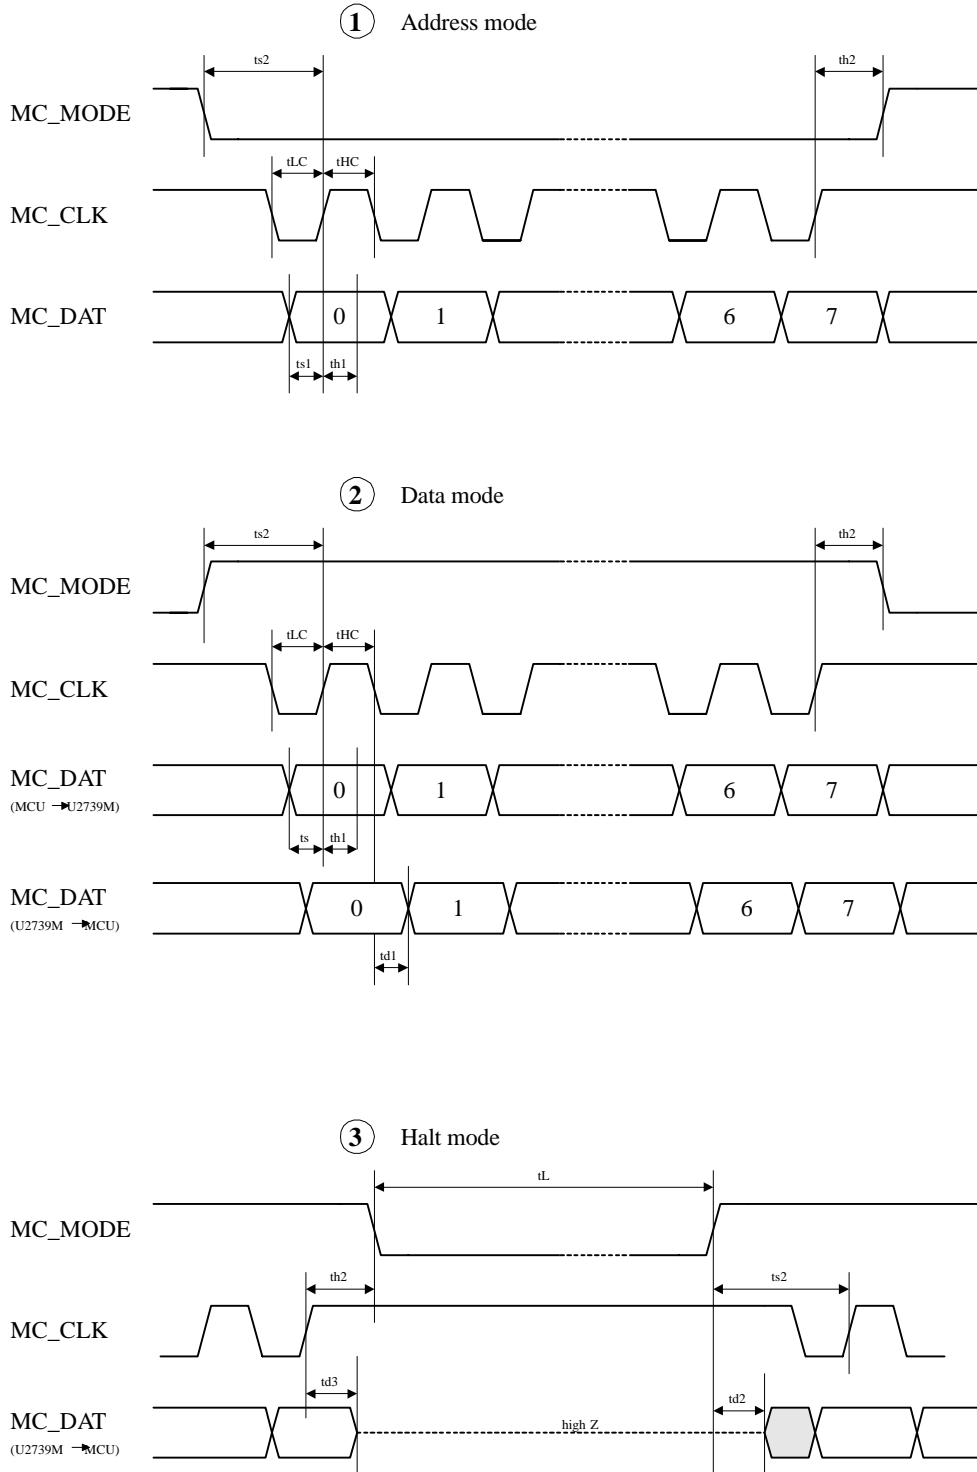 1 Address mode
ts2 th2
MC_MODE
tLC tHC
MC_CLK
MC_DAT 0 1 6 7
ts1 th1
2 Data mode
ts2 th2
MC_MODE
tLC tHC
MC_CLK
MC_DAT 0 1 6 7
(MCU → U2739M)
ts th1
MC_DAT 0 1 6 7
(U2739M → MCU)
td1
3 Halt mode
tL
MC_MODE
th2 ts2
MC_CLK
td3 td2
MC_DAT high Z
(U2739M → MCU)